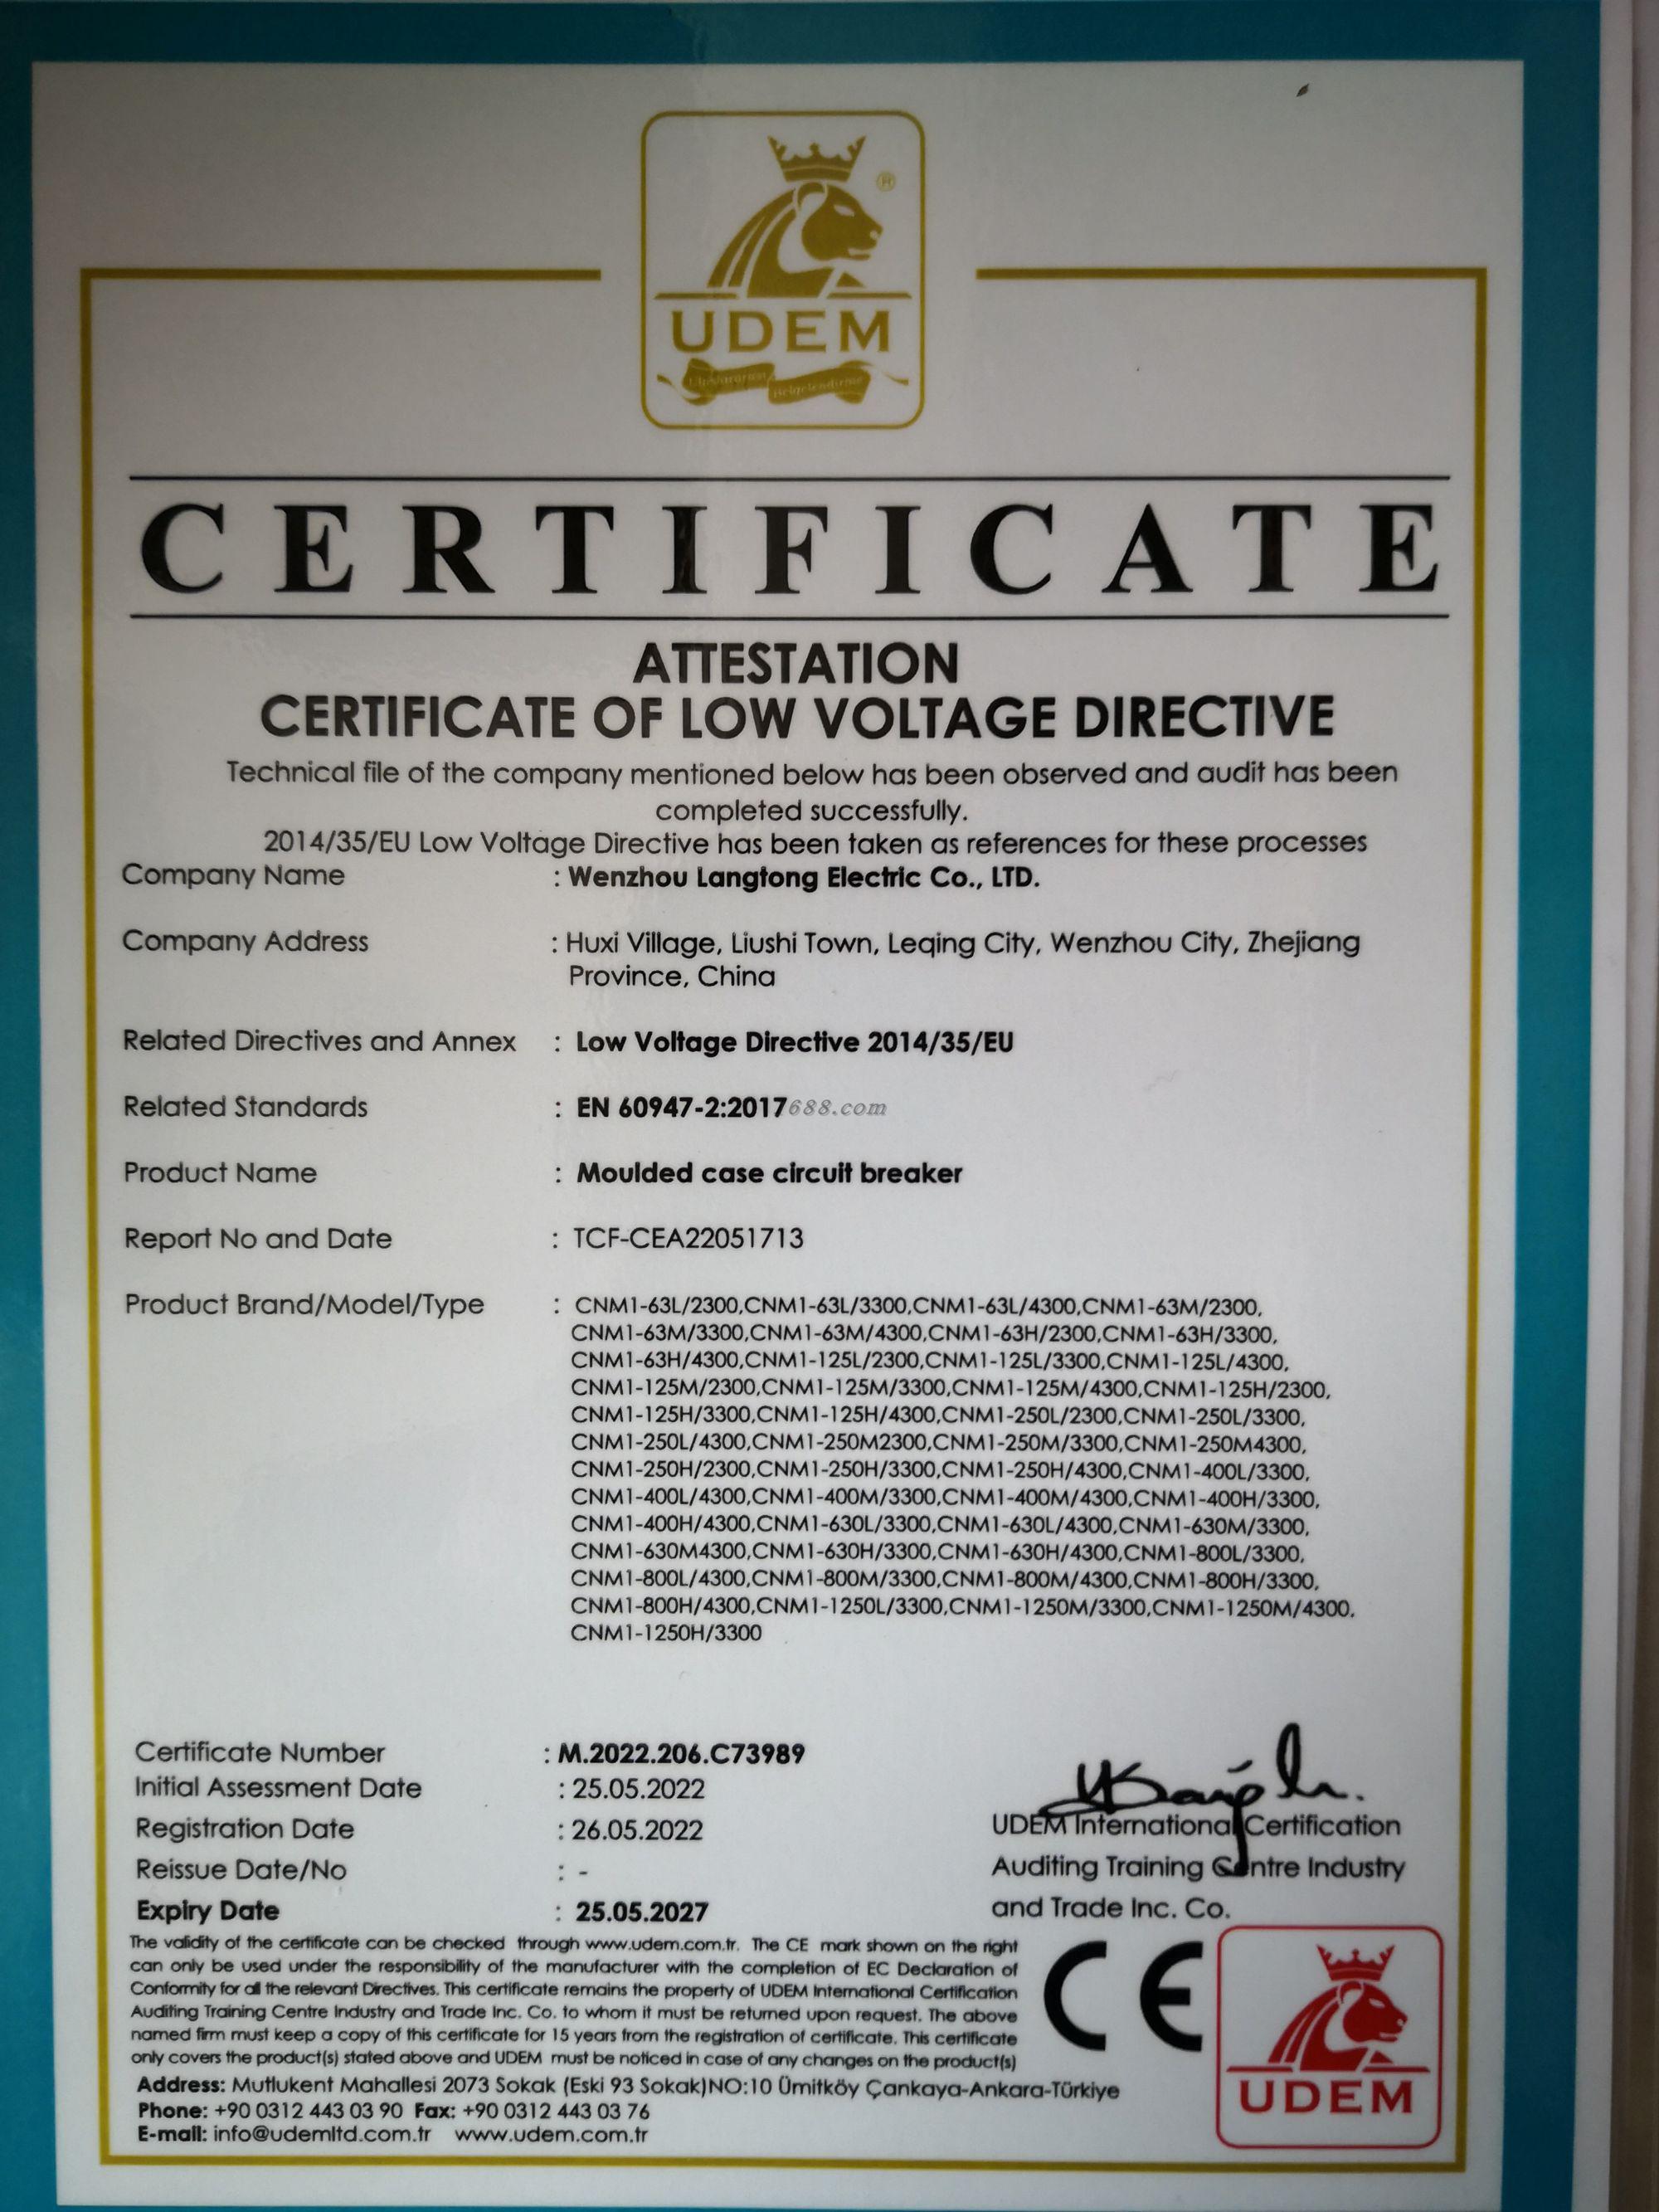 ®
UDEM
CERTIFICATE
ATTESTATION
CERTIFICATE OF LOW VOLTAGE DIRECTIVE
Technical file of the company mentioned below has been observed and audit has been
completed successfully.
2014/35/EU Low Voltage Directive has been taken as references for these processes
Company Name : Wenzhou Langtong Electric Co., LTD.
Company Address : Huxi Village, Liushi Town, Leqing City, Wenzhou City, Zhejiang
Province, China
Related Directives and Annex : Low Voltage Directive 2014/35/EU
Related Standards : EN 60947-2:2017 688.com
Product Name : Moulded case circuit breaker
Report No and Date : TCF-CEA22051713
Product Brand/Model/Type : CNM1-63L/2300,CNM1-63L/3300,CNM1-63L/4300,CNM1-63M/2300,
CNM1-63M/3300,CNM1-63M/4300,CNM1-63H/2300,CNM1-63H/3300,
CNM1-63H/4300,CNM1-125L/2300,CNM1-125L/3300,CNM1-125L/4300,
CNM1-125M/2300,CNM1-125M/3300,CNM1-125M/4300,CNM1-125H/2300,
CNM1-125H/3300,CNM1-125H/4300,CNM1-250L/2300,CNM1-250L/3300,
CNM1-250L/4300,CNM1-250M2300,CNM1-250M/3300,CNM1-250M4300,
CNM1-250H/2300,CNM1-250H/3300,CNM1-250H/4300,CNM1-400L/3300,
CNM1-400L/4300,CNM1-400M/3300,CNM1-400M/4300,CNM1-400H/3300,
CNM1-400H/4300,CNM1-630L/3300,CNM1-630L/4300,CNM1-630M/3300,
CNM1-630M4300,CNM1-630H/3300,CNM1-630H/4300,CNM1-800L/3300,
CNM1-800L/4300,CNM1-800M/3300,CNM1-800M/4300,CNM1-800H/3300,
CNM1-800H/4300,CNM1-1250L/3300,CNM1-1250M/3300,CNM1-1250M/4300,
CNM1-1250H/3300
Certificate Number : M.2022.206.C73989
Initial Assessment Date : 25.05.2022
Registration Date : 26.05.2022
Reissue Date/No : -
Expiry Date : 25.05.2027
UDEM International Certification
Auditing Training Centre Industry
and Trade Inc. Co.
The validity of the certificate can be checked through www.udem.com.tr. The CE mark shown on the right
can only be used under the responsibility of the manufacturer with the completion of EC Declaration of
Conformity for all the relevant Directives. This certificate remains the property of UDEM International Certification
Auditing Training Centre Industry and Trade Inc. Co. to whom it must be returned upon request. The above
named firm must keep a copy of this certificate for 15 years from the registration of certificate. This certificate
only covers the product(s) stated above and UDEM must be noticed in case of any changes on the product(s)
Address: Mutlukent Mahallesi 2073 Sokak (Eski 93 Sokak)NO:10 Ümitköy Çankaya-Ankara-Türkiye
Phone: +90 0312 443 03 90 Fax: +90 0312 443 03 76
E-mail: info@udemltd.com.tr www.udem.com.tr
CE
UDEM